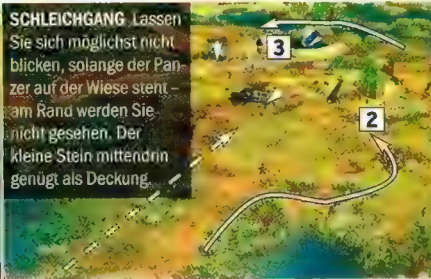 SCHLEICHGANG Lassen
Sie sich möglichst nicht
blicken, solange der Pan-
zer auf der Wiese steht –
am Rand werden Sie
nicht gesehen. Der
kleine Stein mittendrin
genügt als Deckung.
3
2